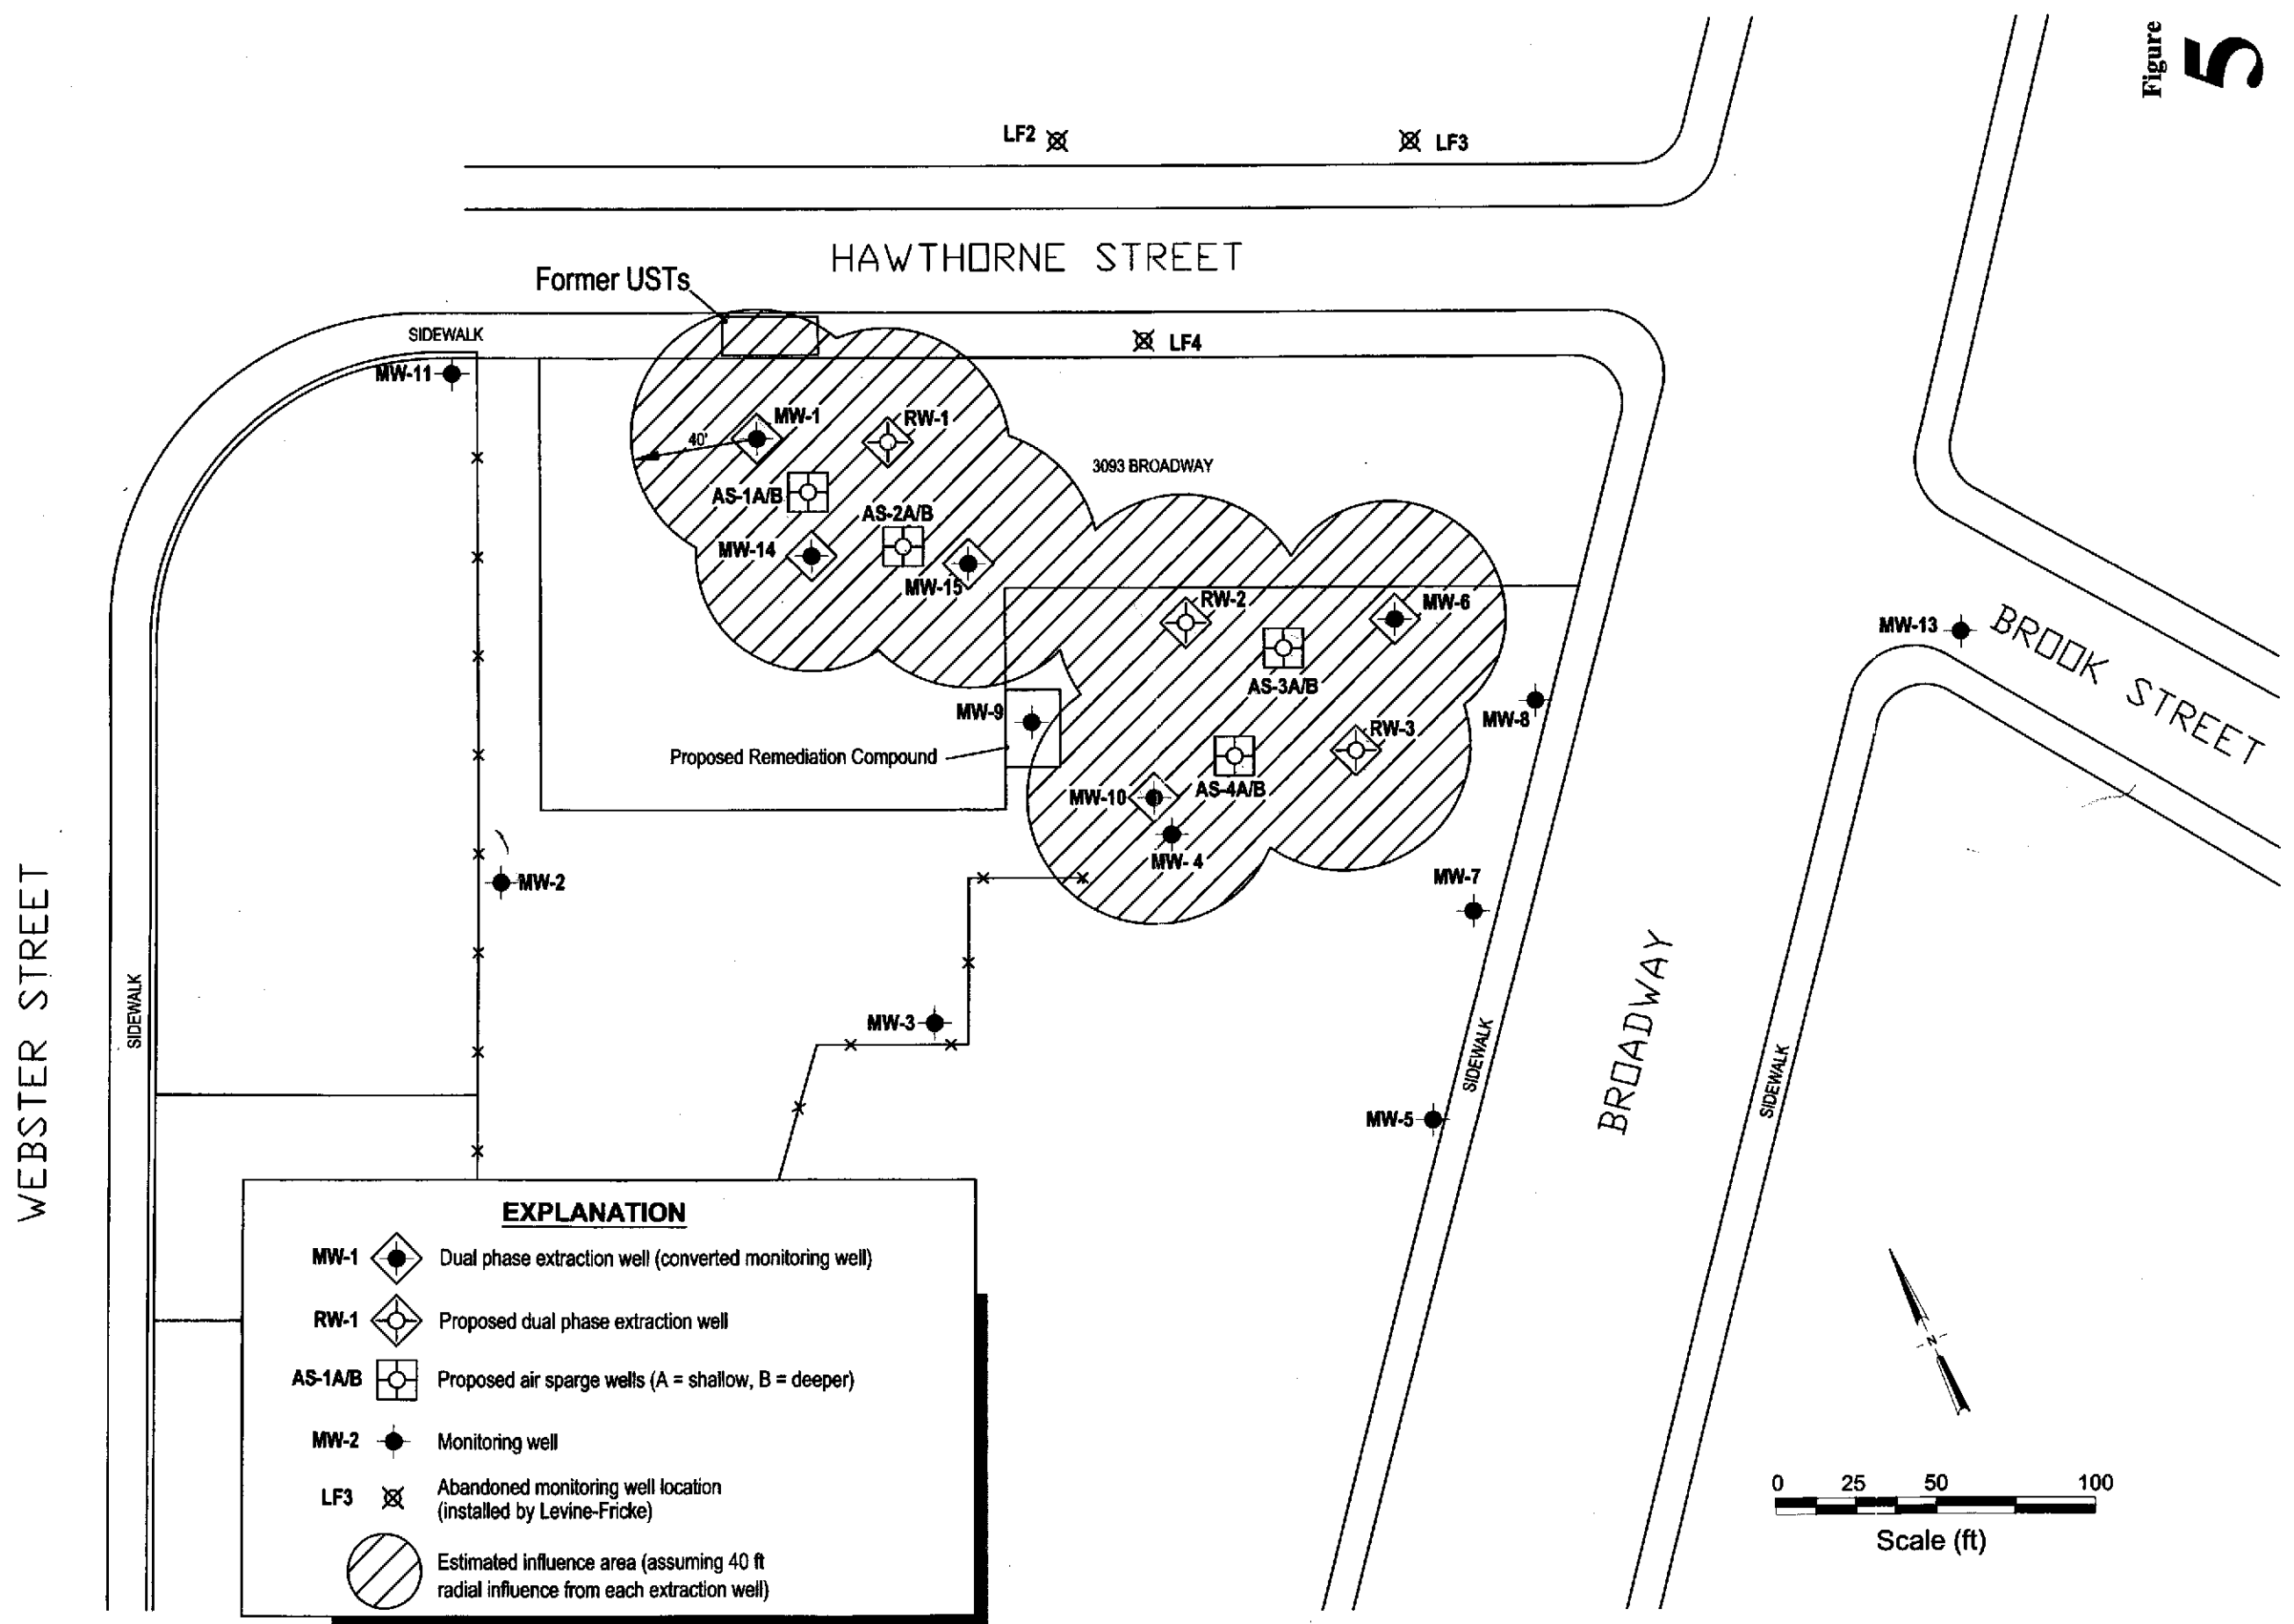 Figure
5
LF2
LF3
HAWTHORNE STREET
Former USTs
SIDEWALK
LF4
MW-11
MW-1
RW-1
40'
3093 BROADWAY
AS-1A/B
AS-2A/B
MW-14
MW-15
RW-2
MW-6
MW-13
BROOK STREET
AS-3A/B
MW-9
MW-8
RW-3
Proposed Remediation Compound
MW-10
AS-4A/B
MW-4
MW-2
MW-7
WEBSTER STREET
SIDEWALK
MW-3
BROADWAY
SIDEWALK
SIDEWALK
MW-5
EXPLANATION
MW-1 Dual phase extraction well (converted monitoring well)
RW-1 Proposed dual phase extraction well
AS-1A/B Proposed air sparge wells (A = shallow, B = deeper)
MW-2 Monitoring well
LF3 Abandoned monitoring well location
(installed by Levine-Fricke)
Estimated influence area (assuming 40 ft
radial influence from each extraction well)
N
0 25 50 100
Scale (ft)